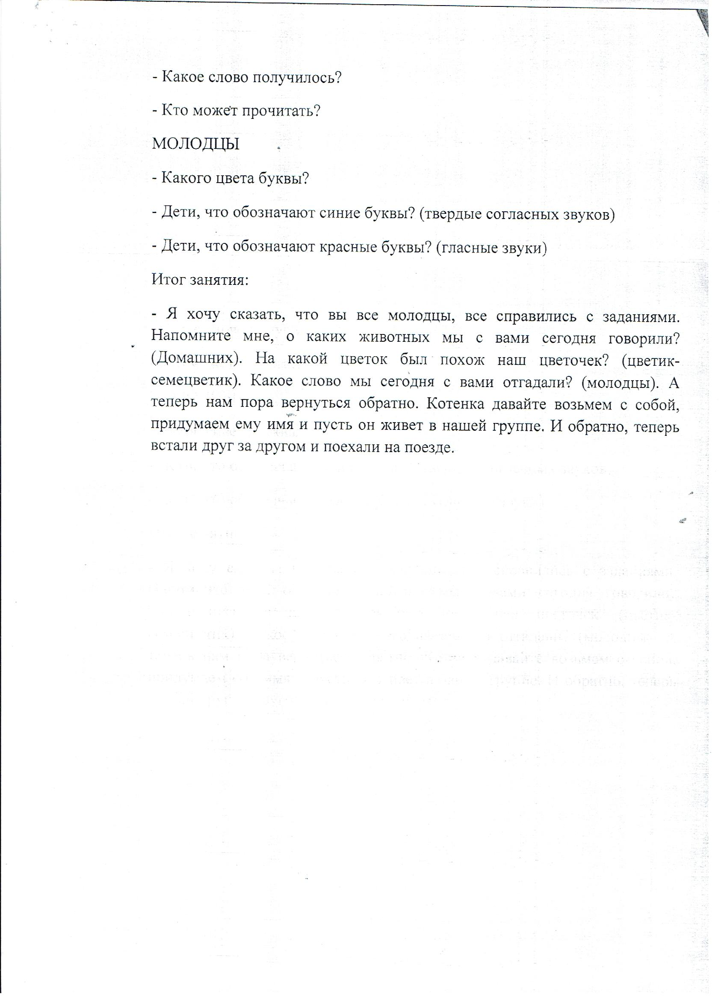 - Какое слово получилось?
- Кто может прочитать?
МОЛОДЦЫ
- Какого цвета буквы?
- Дети, что обозначают синие буквы? (твердые согласных звуков)
- Дети, что обозначают красные буквы? (гласные звуки)
Итог занятия:
- Я хочу сказать, что вы все молодцы, все справились с заданиями.
Напомните мне, о каких животных мы с вами сегодня говорили?
(Домашних). На какой цветок был похож наш цветочек? (цветик-
семецветик). Какое слово мы сегодня с вами отгадали? (молодцы). А
теперь нам пора вернуться обратно. Котенка давайте возьмем с собой,
придумаем ему имя и пусть он живет в нашей группе. И обратно, теперь
встали друг за другом и поехали на поезде.